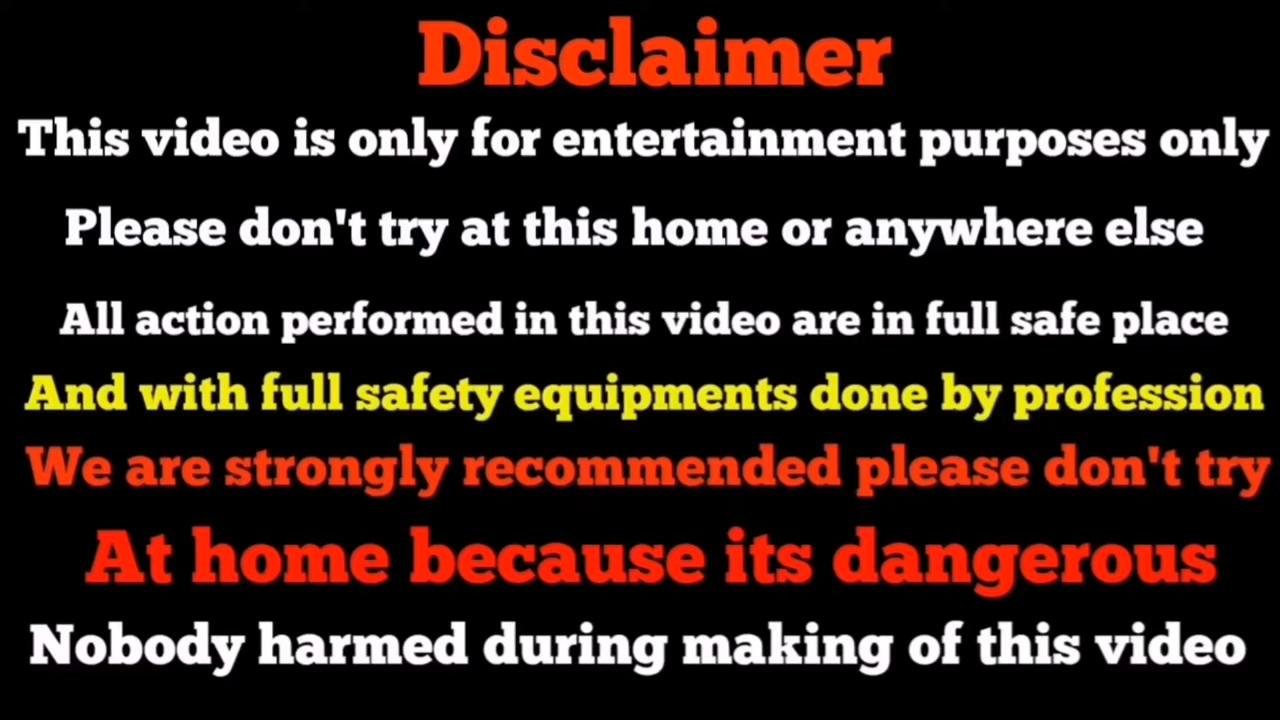 Disclaimer
This video is only for entertainment purposes only
Please don't try at this home or anywhere else
All action performed in this video are in full safe place
And with full safety equipments done by profession
We are strongly recommended please don't try
At home because its dangerous
Nobody harmed during making of this video